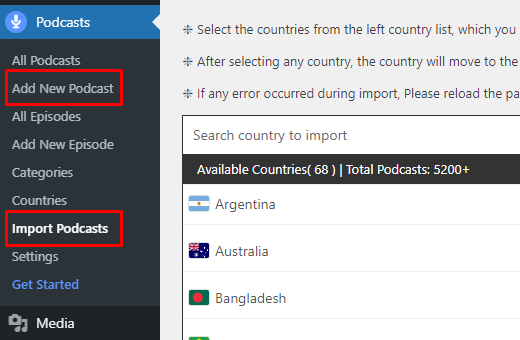 Podcasts
All Podcasts
Add New Podcast
All Episodes
Add New Episode
Categories
Countries
Import Podcasts
Settings
Get Started
Media
❈ Select the countries from the left country list, which you
❈ After selecting any country, the country will move to the
❈ If any error occurred during import, Please reload the pa
Search country to import
Available Countries( 68 ) | Total Podcasts: 5200+
Argentina
Australia
Bangladesh